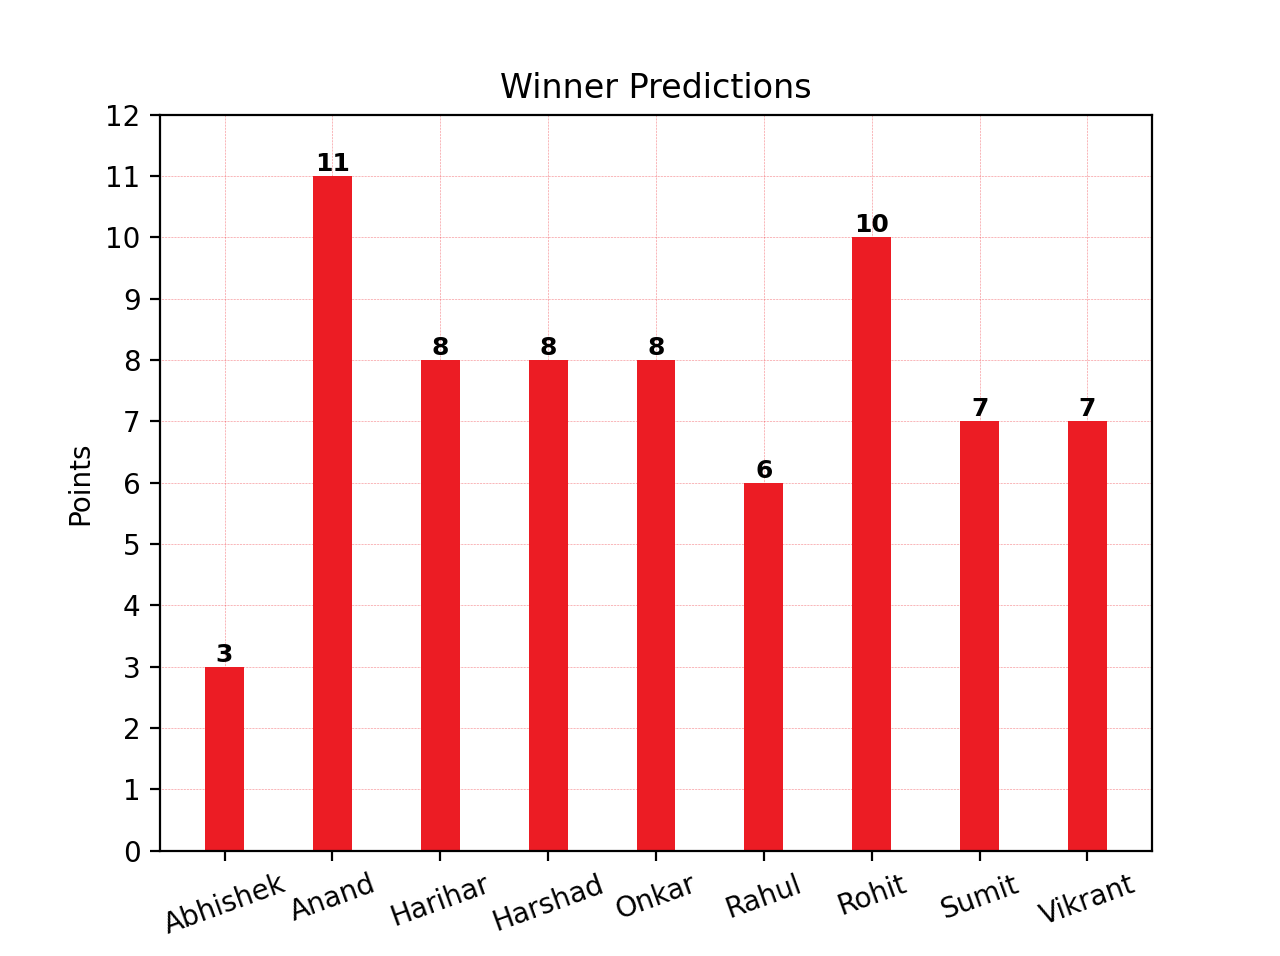 Winner Predictions
12
11
10
9
8
7
6
5
4
3
2
1
0
Points
3
11
8
8
8
6
10
7
7
Abhishek
Anand
Harihar
Harshad
Onkar
Rahul
Rohit
Sumit
Vikrant